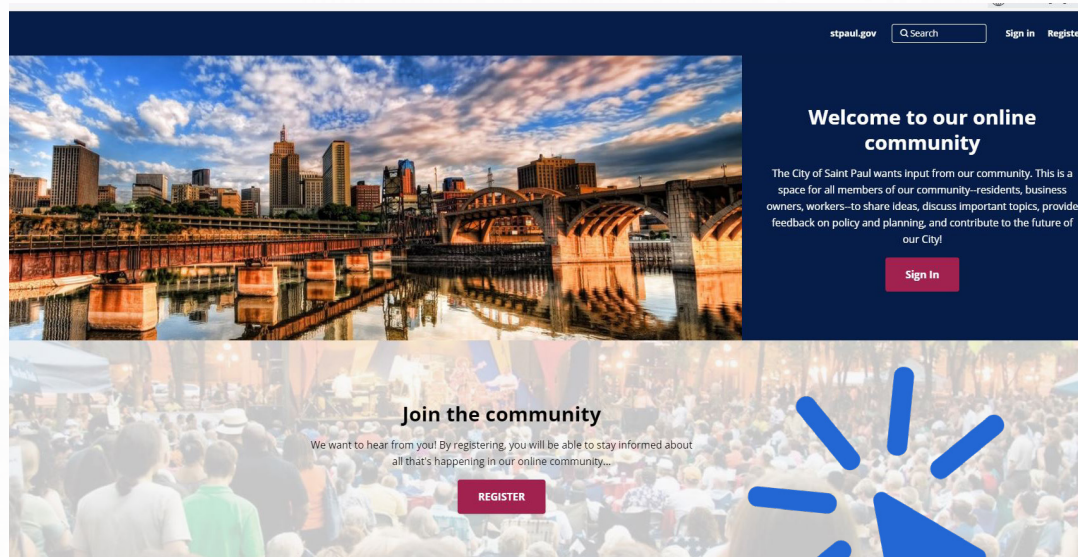 stpaul.gov
Search
Sign in
Welcome to our online
community
The City of Saint Paul wants input from our community. This is a
space for all members of our community--residents, business
owners, workers--to share ideas, discuss important topics, provide
feedback on policy and planning, and contribute to the future of
our City!
Sign In
Join the community
We want to hear from you! By registering, you will be able to stay informed about
all that's happening in our online community...
REGISTER